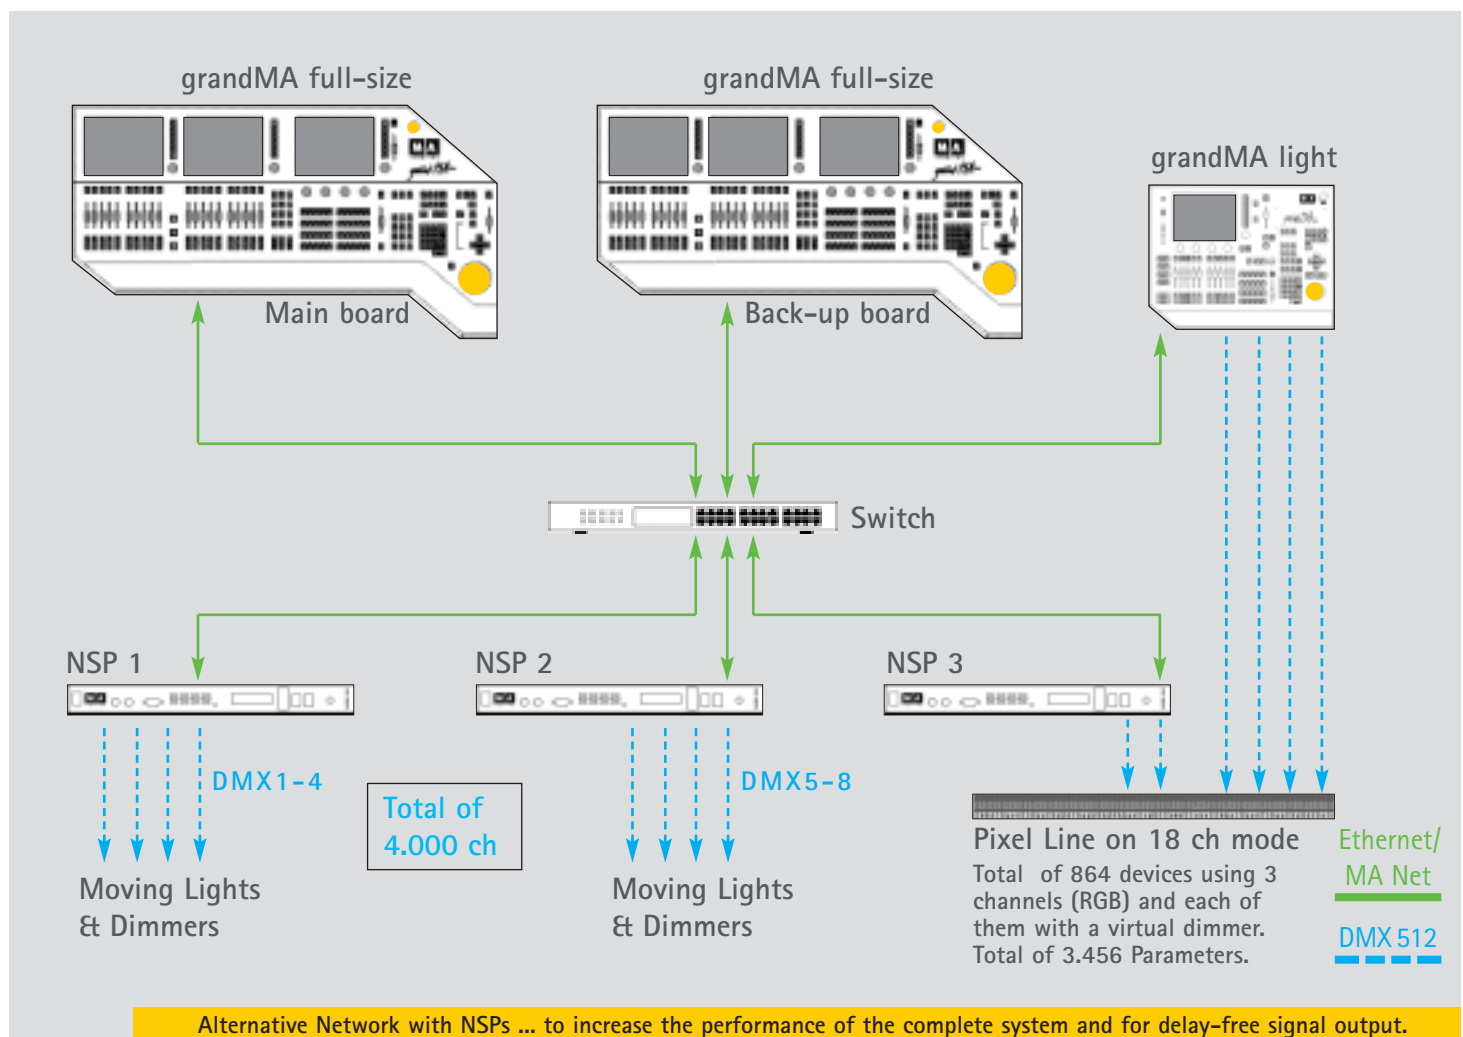 grandMA full-size
grandMA full-size
grandMA light
MA
MA
Main board
Back-up board
Switch
NSP 1
NSP 2
NSP 3
DMX1-4
Total of
4.000 ch
DMX5-8
Moving Lights
& Dimmers
Moving Lights
& Dimmers
Pixel Line on 18 ch mode
Total of 864 devices using 3
channels (RGB) and each of
them with a virtual dimmer.
Total of 3.456 Parameters.
Ethernet/
MA Net
DMX 512
Alternative Network with NSPs ... to increase the performance of the complete system and for delay-free signal output.